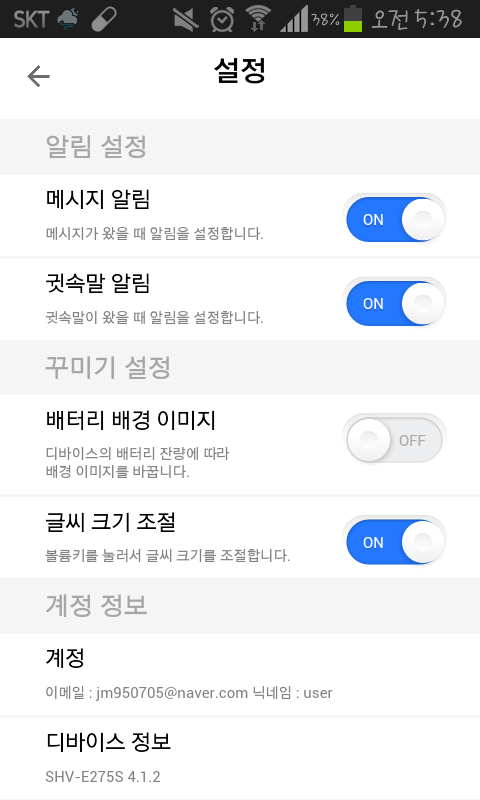 SKT 38% 오전 5:38
설정
알림 설정
메시지 알림
메시지가 왔을 때 알림을 설정합니다.
ON
귓속말 알림
귓속말이 왔을 때 알림을 설정합니다.
ON
꾸미기 설정
배터리 배경 이미지
디바이스의 배터리 잔량에 따라
배경 이미지를 바꿉니다.
OFF
글씨 크기 조절
볼륨키를 눌러서 글씨 크기를 조절합니다.
ON
계정 정보
계정
이메일 : jm950705@naver.com 닉네임 : user
디바이스 정보
SHV-E275S 4.1.2